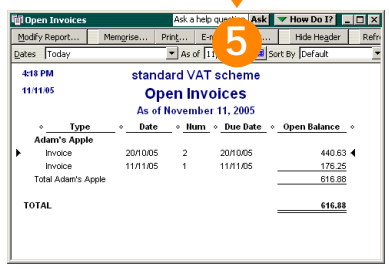 Open Invoices Ask a help question Ask How Do I?
Modify Report... Memorise... Print... Hide Header Refr
Dates Today As of Sort By Default
5
4:18 PM standard VAT scheme
11/11/05 Open Invoices
As of November 11, 2005
Type Date Num Due Date Open Balance
Adam's Apple
Invoice 20/10/05 2 20/10/05 440.63
Invoice 11/11/05 1 11/11/05 176.25
Total Adam's Apple 616.88
TOTAL 616.88